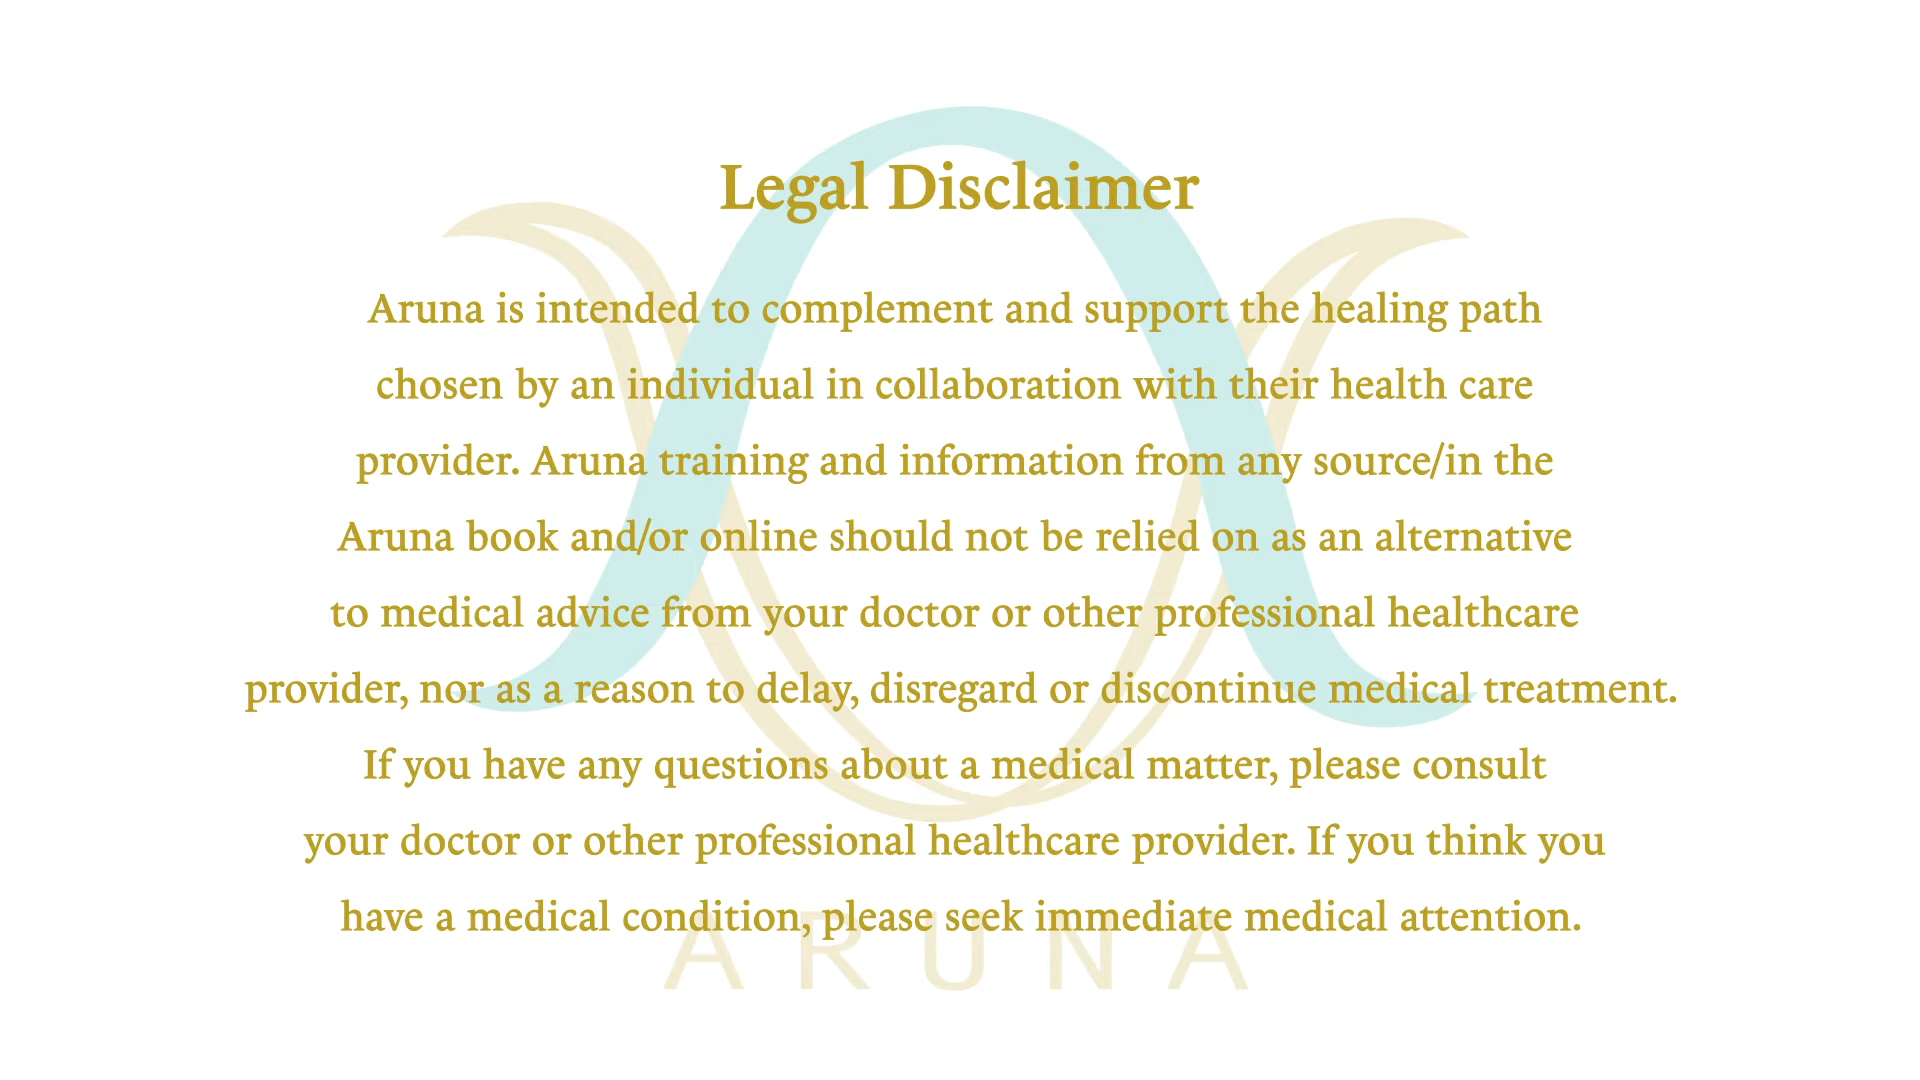 Legal Disclaimer
Aruna is intended to complement and support the healing path
chosen by an individual in collaboration with their health care
provider. Aruna training and information from any source/in the
Aruna book and/or online should not be relied on as an alternative
to medical advice from your doctor or other professional healthcare
provider, nor as a reason to delay, disregard or discontinue medical treatment.
If you have any questions about a medical matter, please consult
your doctor or other professional healthcare provider. If you think you
have a medical condition, please seek immediate medical attention.
ARUNA